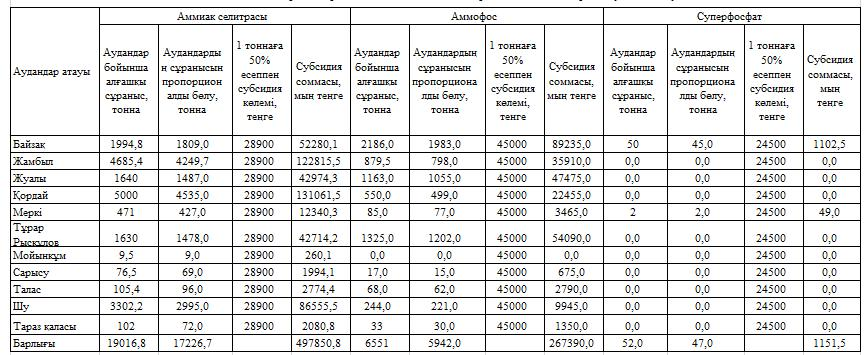 Аудандар атауы | Аммиак селитрасы | Аммофос | Суперфосфат
Аудандар бойынша алғашқы сұраныс, тонна | Аудандарды ң сұранысын пропорцион алды бөлу, тонна | 1 тоннаға 50% есеппен субсидия көлемі, теңге | Субсидия соммасы, мың теңге | Аудандар бойынша алғашқы сұраныс, тонна | Аудандардың сұранысын пропорциона лды бөлу, тонна | 1 тоннаға 50% есеппен субсидия көлемі, теңге | Субсидия соммасы, мың теңге | Аудандар бойынша алғашқы сұраныс, тонна | Аудандардың сұранысын пропорциона лды бөлу, тонна | 1 тоннаға 50% есеппен субсидия көлемі, теңге | Субсидия соммасы, мың теңге
Байзақ | 1994,8 | 1809,0 | 28900 | 52280,1 | 2186,0 | 1983,0 | 45000 | 89235,0 | 50 | 45,0 | 24500 | 1102,5
Жамбыл | 4685,4 | 4249,7 | 28900 | 122815,5 | 879,5 | 798,0 | 45000 | 35910,0 | 0,0 | 0,0 | 24500 | 0,0
Жуалы | 1640 | 1487,0 | 28900 | 42974,3 | 1163,0 | 1055,0 | 45000 | 47475,0 | 0,0 | 0,0 | 24500 | 0,0
Қордай | 5000 | 4535,0 | 28900 | 131061,5 | 550,0 | 499,0 | 45000 | 22455,0 | 0,0 | 0,0 | 24500 | 0,0
Меркі | 471 | 427,0 | 28900 | 12340,3 | 85,0 | 77,0 | 45000 | 3465,0 | 2 | 2,0 | 24500 | 49,0
Тұрар Рысқұлов | 1630 | 1478,0 | 28900 | 42714,2 | 1325,0 | 1202,0 | 45000 | 54090,0 | 0,0 | 0,0 | 24500 | 0,0
Мойынқұм | 9,5 | 9,0 | 28900 | 260,1 | 0,0 | 0,0 | 45000 | 0,0 | 0,0 | 0,0 | 24500 | 0,0
Сарысу | 76,5 | 69,0 | 28900 | 1994,1 | 17,0 | 15,0 | 45000 | 675,0 | 0,0 | 0,0 | 24500 | 0,0
Талас | 105,4 | 96,0 | 28900 | 2774,4 | 68,0 | 62,0 | 45000 | 2790,0 | 0,0 | 0,0 | 24500 | 0,0
Шу | 3302,2 | 2995,0 | 28900 | 86555,5 | 244,0 | 221,0 | 45000 | 9945,0 | 0,0 | 0,0 | 24500 | 0,0
Тараз қаласы | 102 | 72,0 | 28900 | 2080,8 | 33 | 30,0 | 45000 | 1350,0 | 0,0 | 0,0 | 24500 | 0,0
Барлығы | 19016,8 | 17226,7 | 497850,8 | 6551 | 5942,0 | 267390,0 | 52,0 | 47,0 | 1151,5